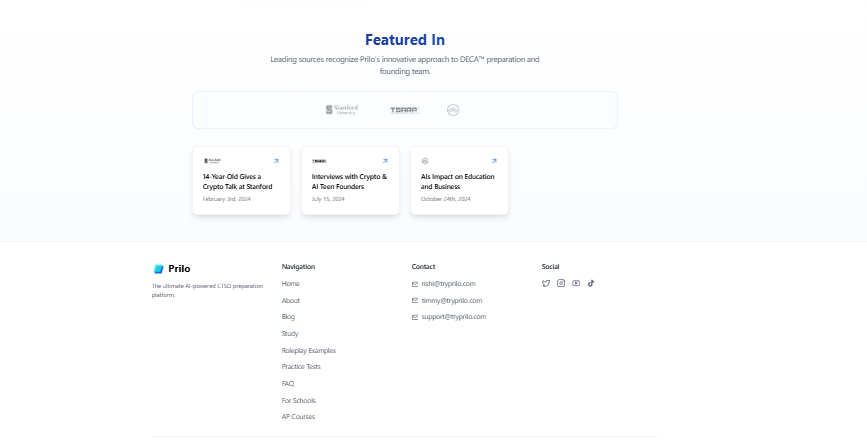 Featured In
Leading sources recognize Prilo's innovative approach to DECA™ preparation and
founding team.
Stanford
University
TSARP
14-Year-Old Gives a
Crypto Talk at Stanford
February 3rd, 2024
Interviews with Crypto &
AI Teen Founders
July 15, 2024
AIs Impact on Education
and Business
October 24th, 2024
Prilo
The ultimate AI-powered CTSO preparation
platform.
Navigation
Home
About
Blog
Study
Roleplay Examples
Practice Tests
FAQ
For Schools
AP Courses
Contact
rishi@tryprilo.com
timmy@tryprilo.com
support@tryprilo.com
Social